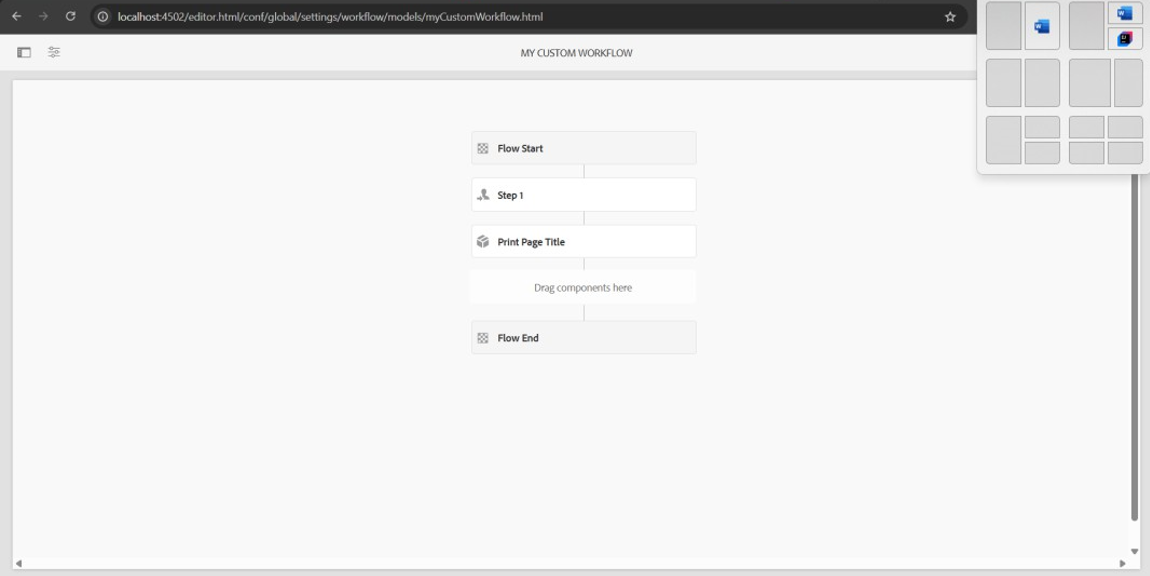 localhost:4502/editor.html/conf/global/settings/workflow/models/myCustomWorkflow.html
MY CUSTOM WORKFLOW
Flow Start
Step 1
Print Page Title
Drag components here
Flow End